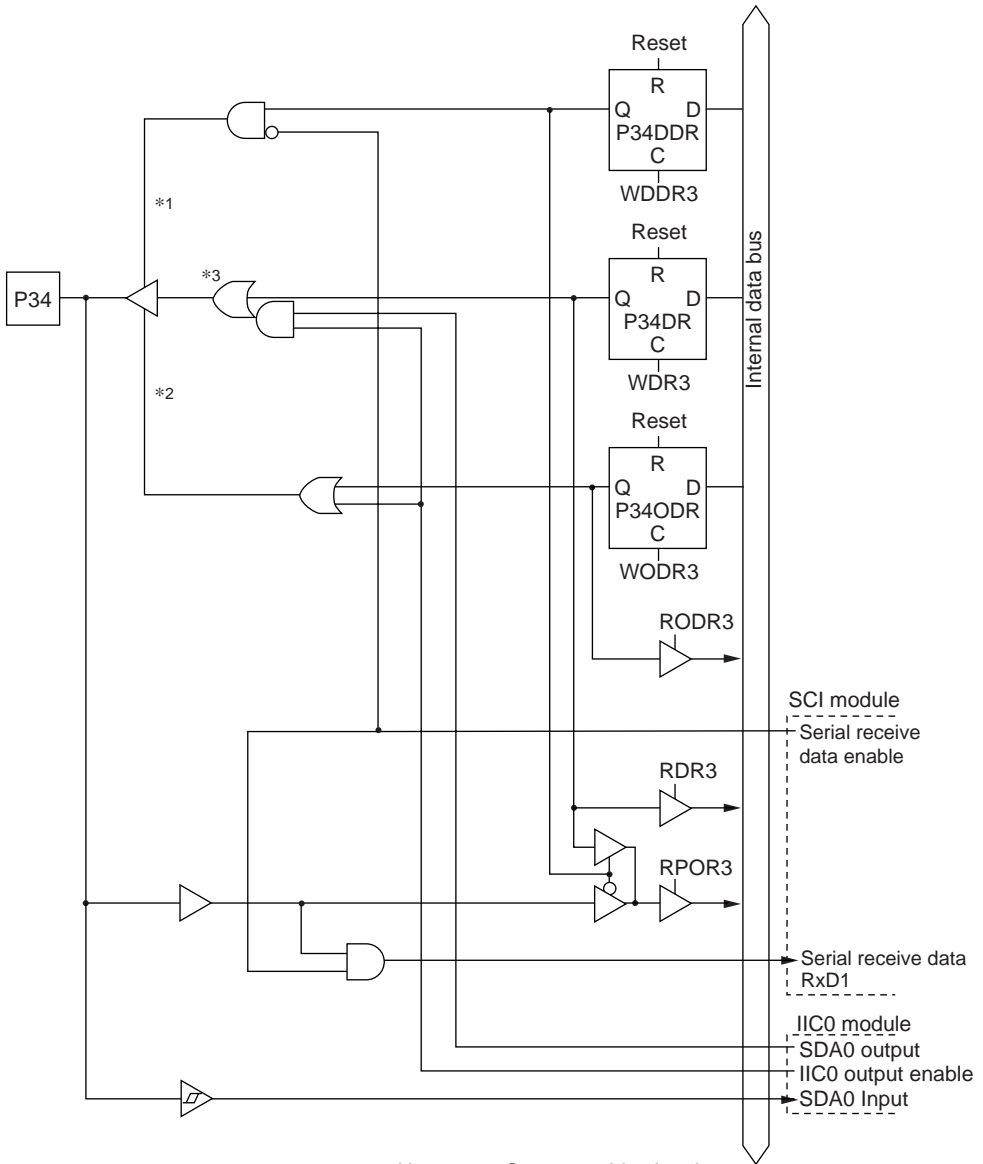 Reset
R
Q D
P34DDR
C
WDDR3
*1
Reset
R
*3
P34
Q D
P34DR
C
WDR3
Internal data bus
*2
Reset
R
Q D
P34ODR
C
WODR3
RODR3
SCI module
Serial receive
data enable
RDR3
RPOR3
Serial receive data
RxD1
IIC0 module
SDA0 output
IIC0 output enable
SDA0 Input